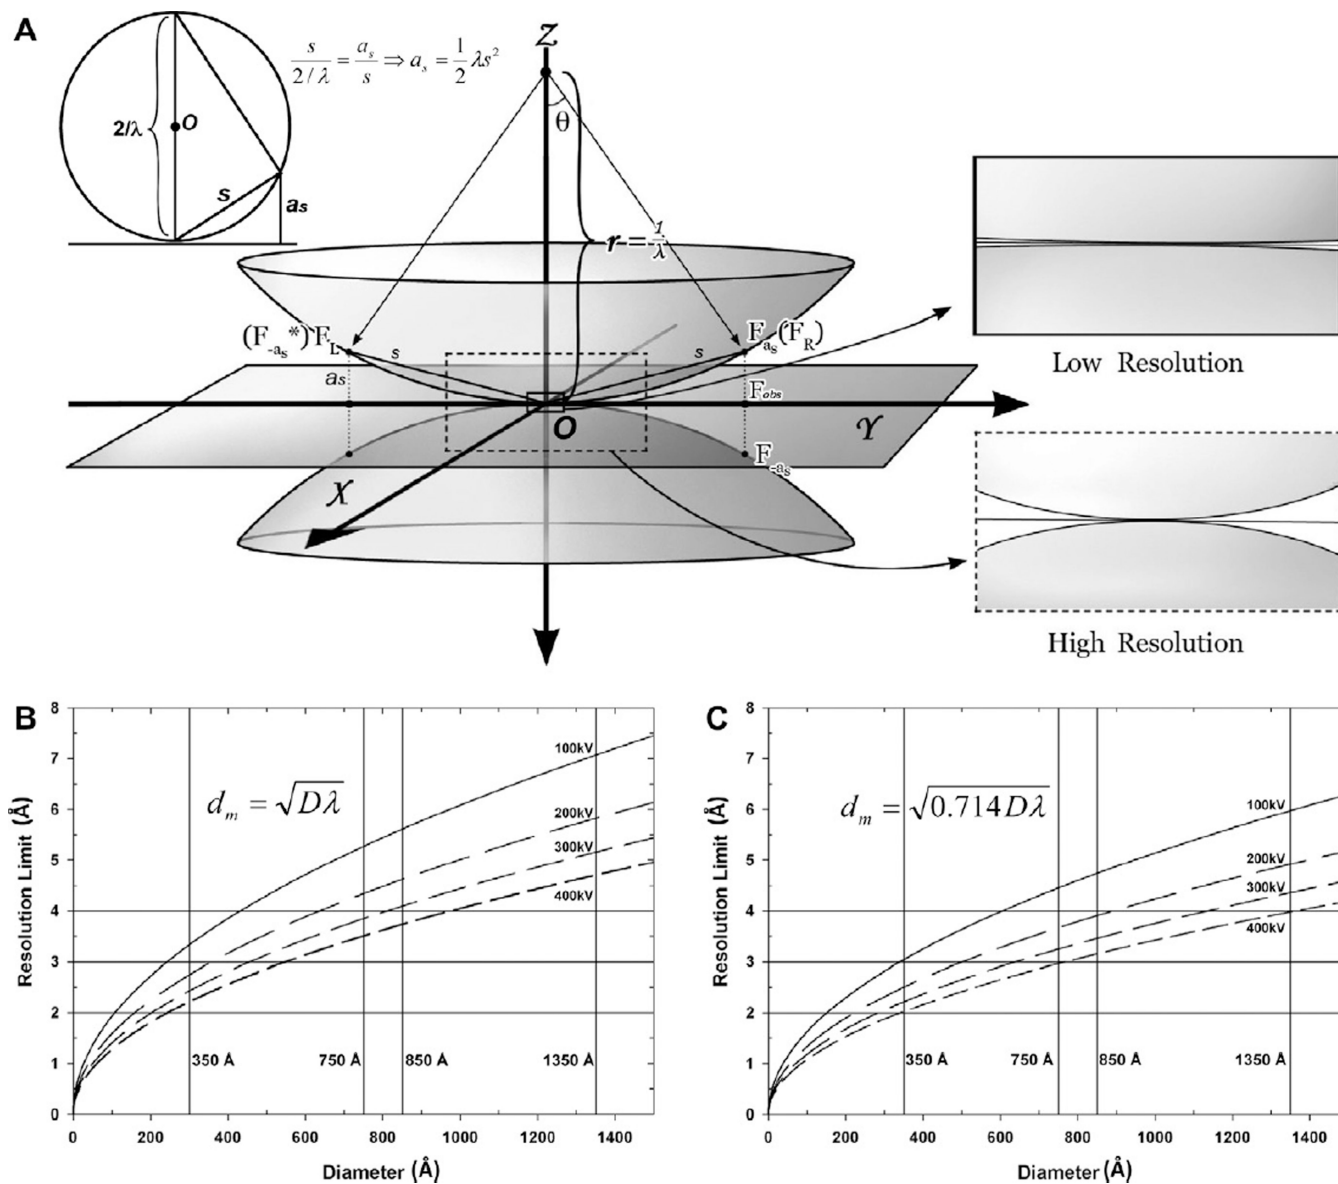 A
2/λ
O
s
a_s
s/(2/λ) = a_s/s ⇒ a_s = 1/2 λs²
Z
θ
r = 1/λ
(F_-a_s*)F_L
F_a_s(F_R)
s
s
a_s
F_obs
O
Y
F_-a_s
X
Low Resolution
High Resolution
B
8
7
6
5
4
3
2
1
0
Resolution Limit (Å)
d_m = √Dλ
100kV
200kV
300kV
400kV
350 Å
750 Å
850 Å
1350 Å
0
200
400
600
800
1000
1200
1400
Diameter (Å)
C
8
7
6
5
4
3
2
1
0
Resolution Limit (Å)
d_m = √0.714Dλ
100kV
200kV
300kV
400kV
350 Å
750 Å
850 Å
1350 Å
0
200
400
600
800
1000
1200
1400
Diameter (Å)